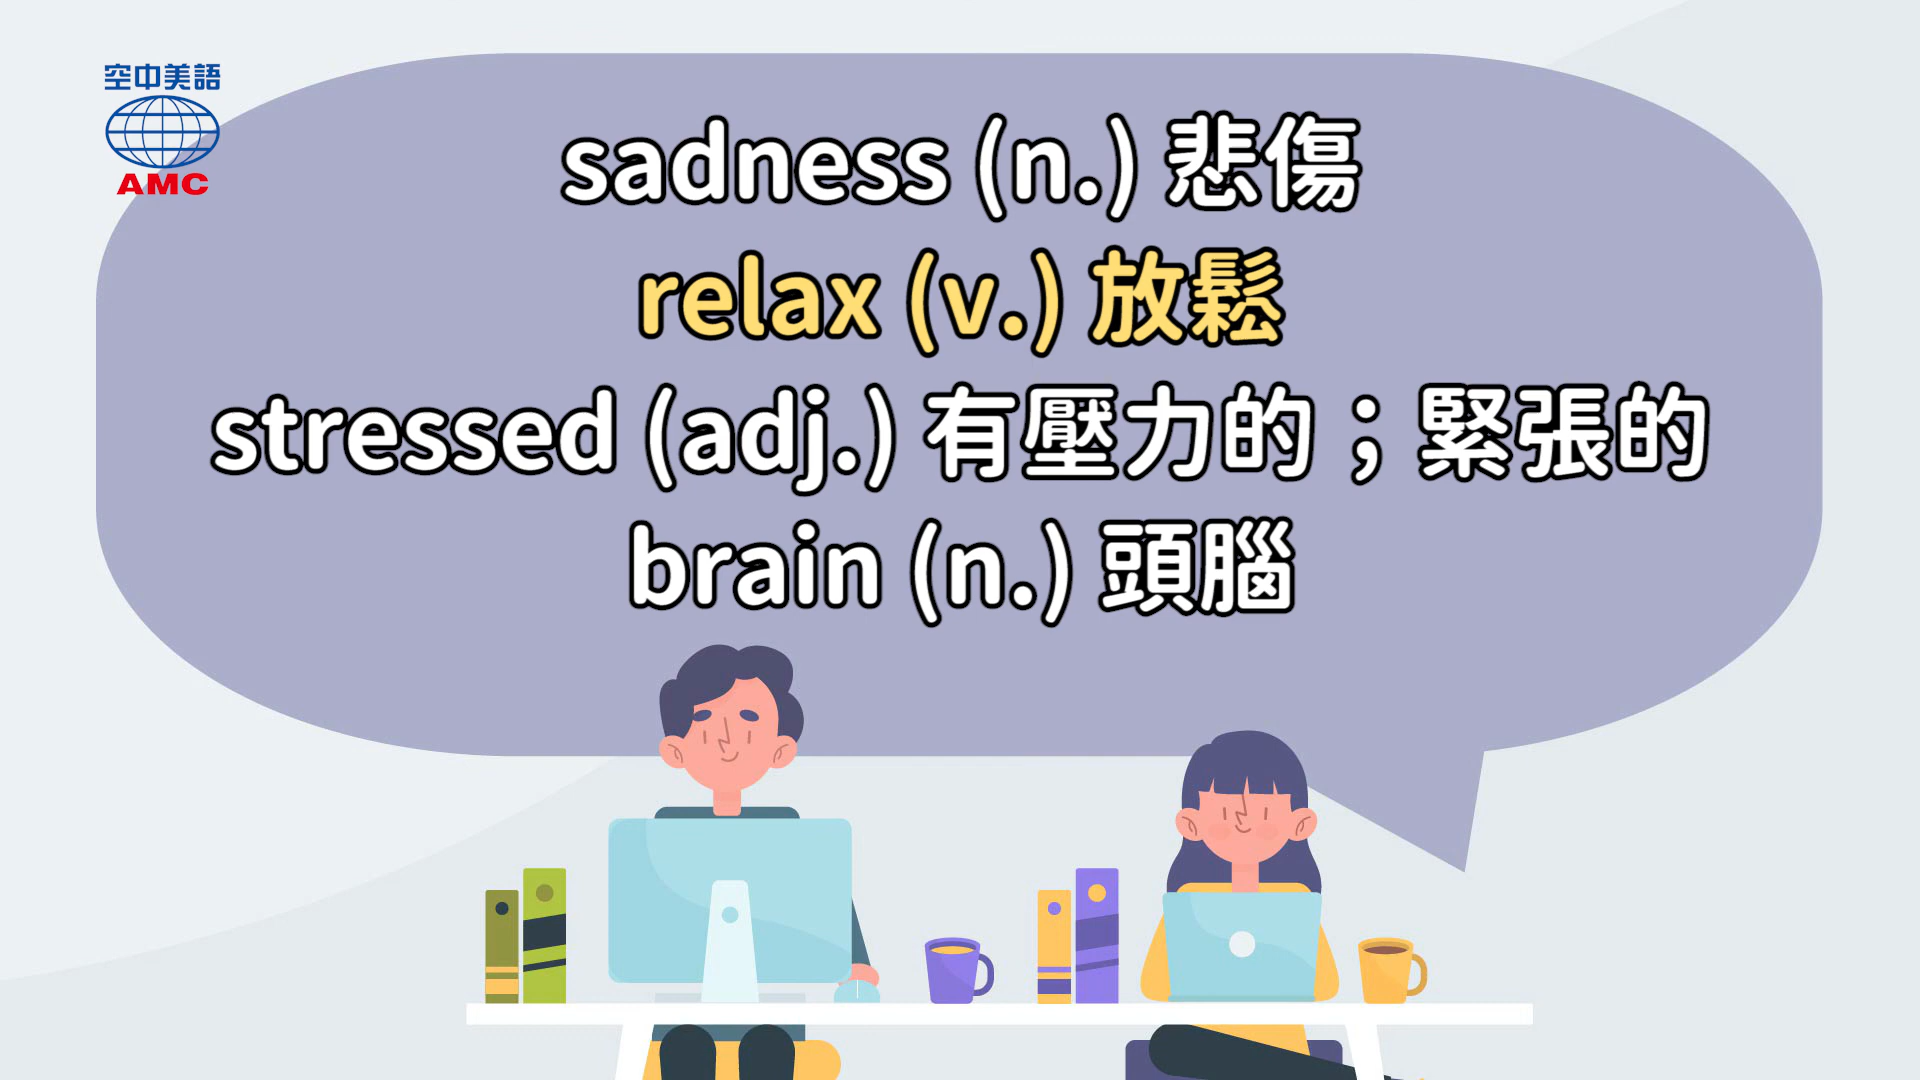 空中美語
AMC
sadness (n.) 悲傷
relax (v.) 放鬆
stressed (adj.) 有壓力的；緊張的
brain (n.) 頭腦